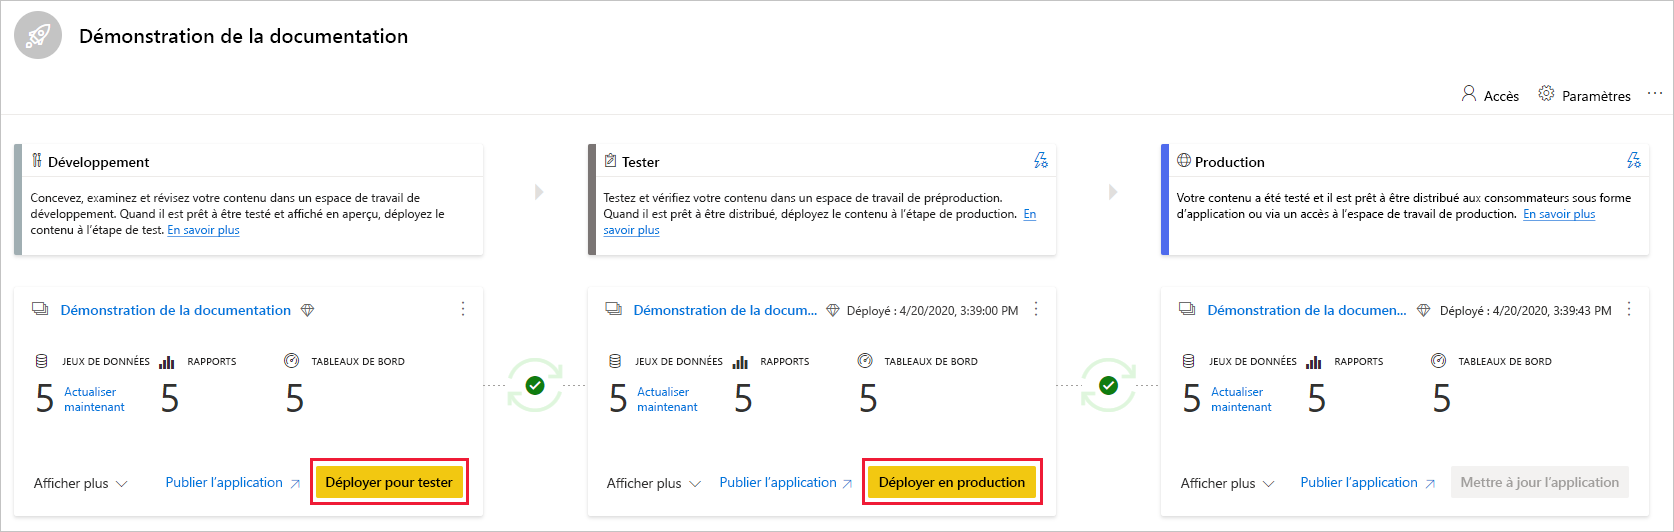 Démonstration de la documentation
Accès
Paramètres
Développement
Concevez, examinez et révisez votre contenu dans un espace de travail de
développement. Quand il est prêt à être testé et affiché en aperçu, déployez le
contenu à l'étape de test. En savoir plus
Tester
Testez et vérifiez votre contenu dans un espace de travail de préproduction.
Quand il est prêt à être distribué, déployez le contenu à l'étape de production. En
savoir plus
Production
Votre contenu a été testé et il est prêt à être distribué aux consommateurs sous forme
d'application ou via un accès à l'espace de travail de production. En savoir plus
Démonstration de la documentation
JEUX DE DONNÉES
RAPPORTS
TABLEAUX DE BORD
5
Actualiser
maintenant
5
5
Afficher plus
Publier l'application
Déployer pour tester
Démonstration de la docum...
Déployé : 4/20/2020, 3:39:00 PM
JEUX DE DONNÉES
RAPPORTS
TABLEAUX DE BORD
5
Actualiser
maintenant
5
5
Afficher plus
Publier l'application
Déployer en production
Démonstration de la documen...
Déployé : 4/20/2020, 3:39:43 PM
JEUX DE DONNÉES
RAPPORTS
TABLEAUX DE BORD
5
Actualiser
maintenant
5
5
Afficher plus
Publier l'application
Mettre à jour l'application